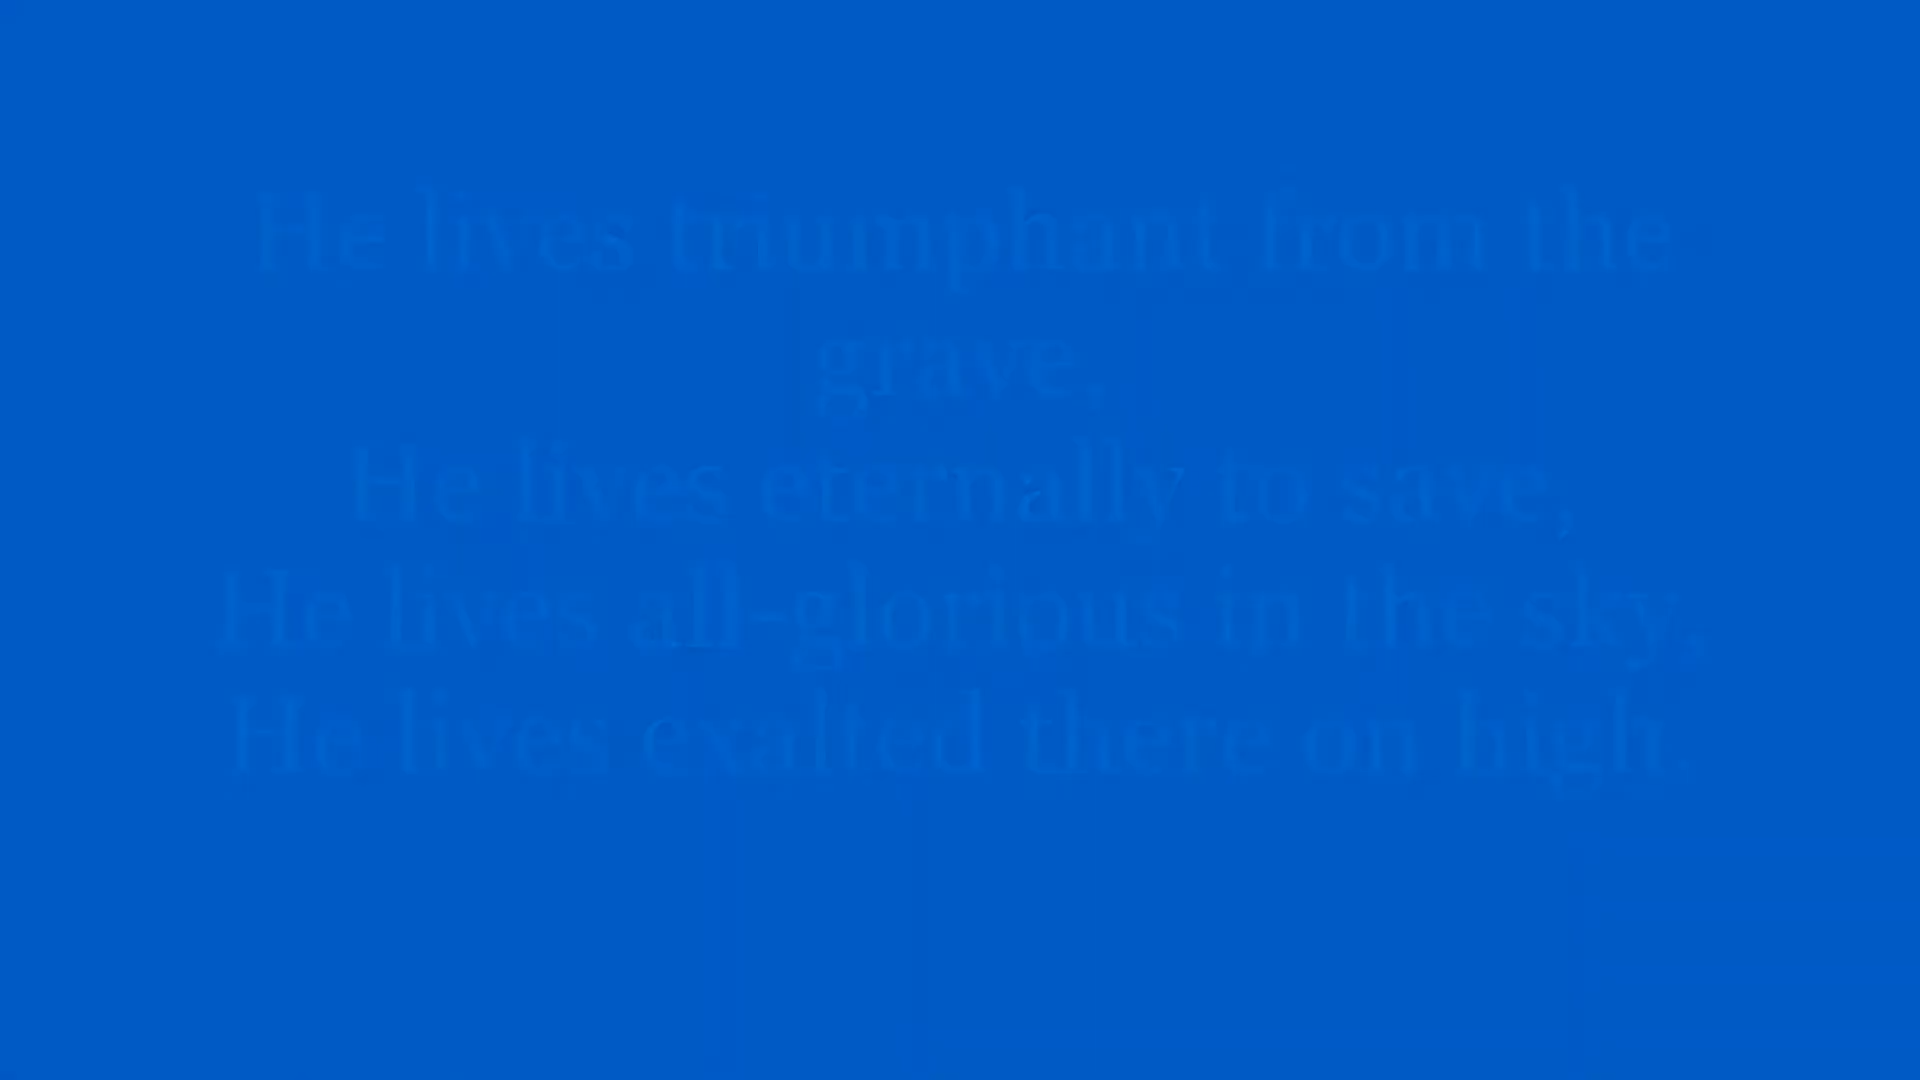 He lives triumphant from the
grave,
He lives eternally to save,
He lives all-glorious in the sky,
He lives exalted there on high.